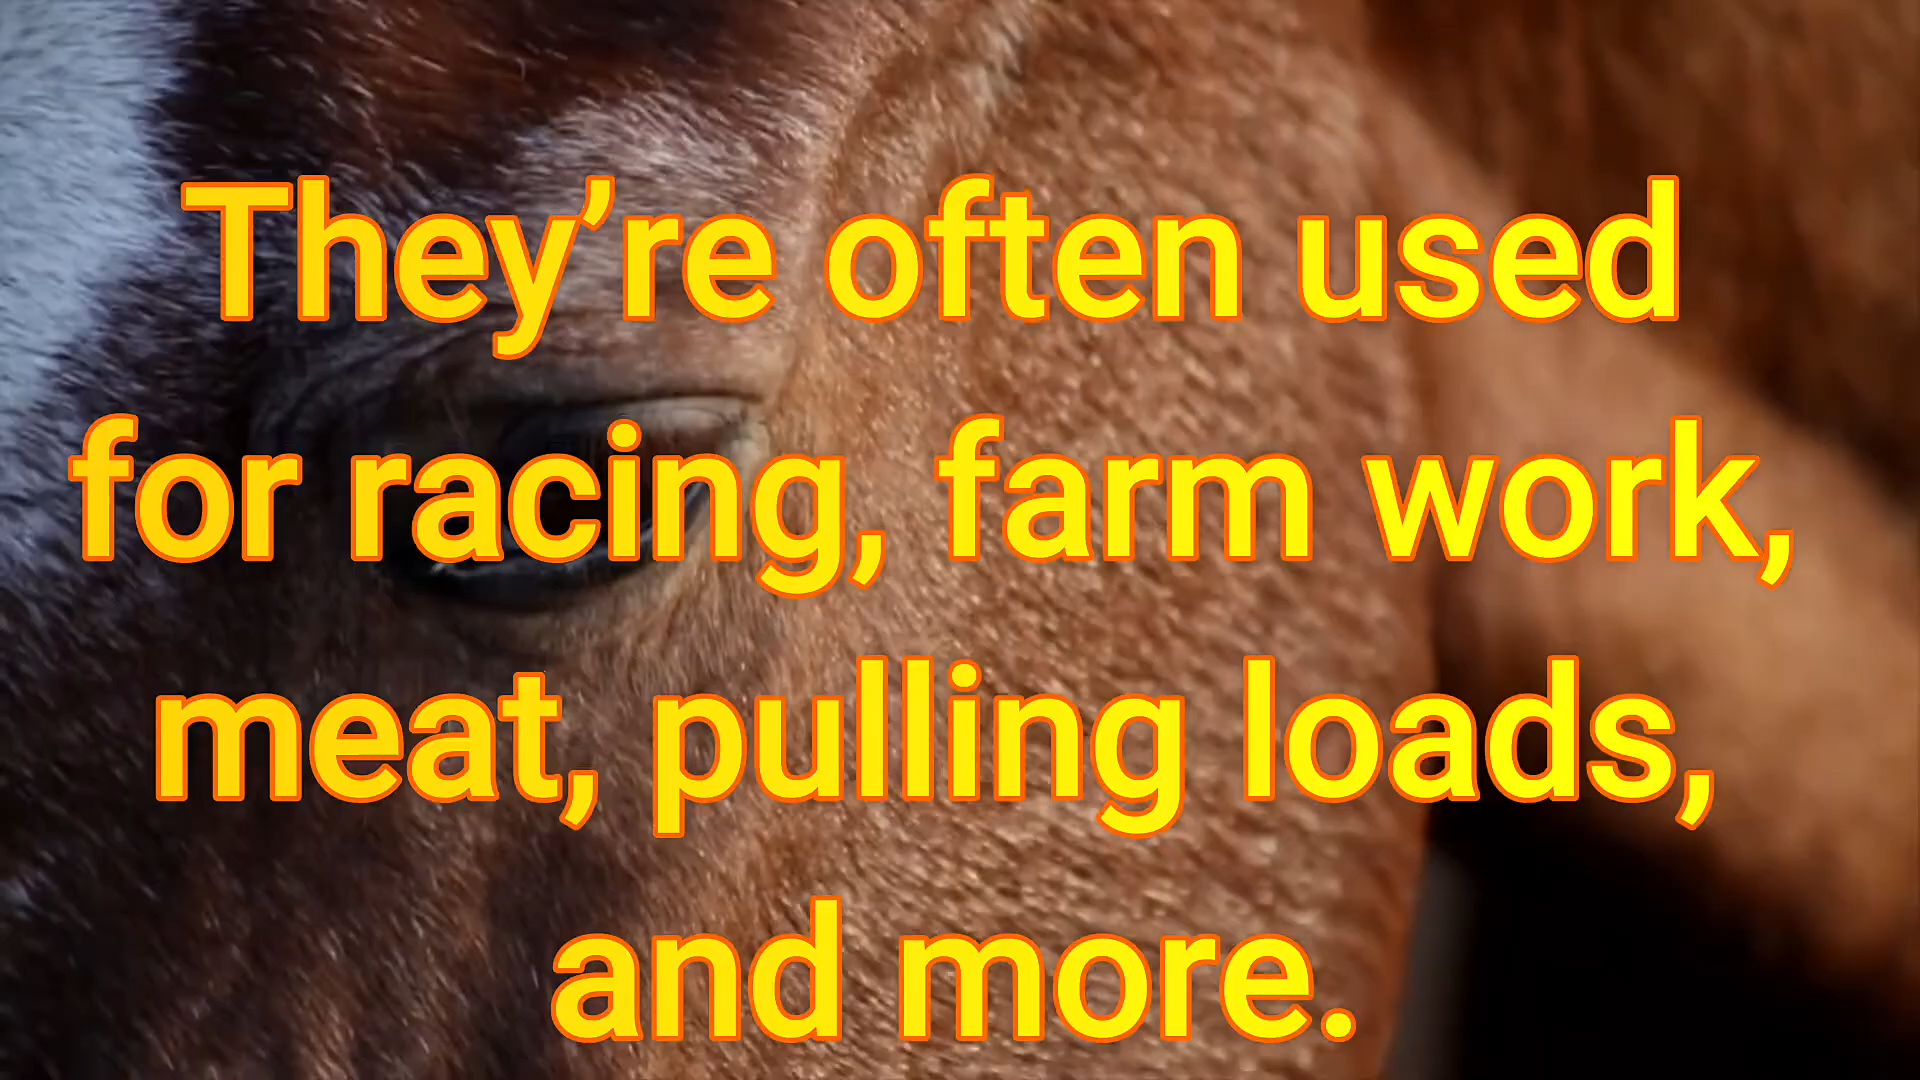 They’re often used
for racing, farm work,
meat, pulling loads,
and more.